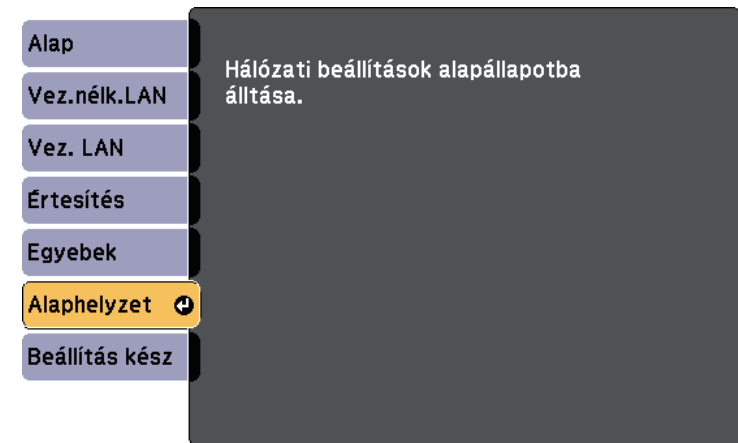 Alap
Vez.nélk.LAN
Vez. LAN
Értesítés
Egyebek
Alaphelyzet
Beállítás kész
Hálózati beállítások alapállapotba
álltása.